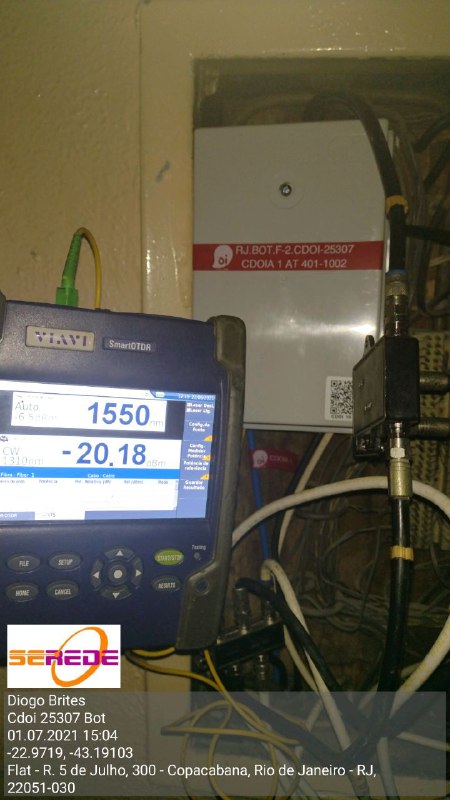 RJ.BOT.F-2.CDOI-25307
oi
CDOIA 1 AT 401-1002
VIAVI
SmartOTDR
Auto
1550 nm
CW
1310nm
-20,18 dBm
Guardar
FILE
SETUP
HOME
CANCEL
START/STOP
RESULTS
Testing
SEREDE
Diogo Brites
Cdoi 25307 Bot
01.07.2021 15:04
-22.9719, -43.19103
Flat - R. 5 de Julho, 300 - Copacabana, Rio de Janeiro - RJ,
22051-030